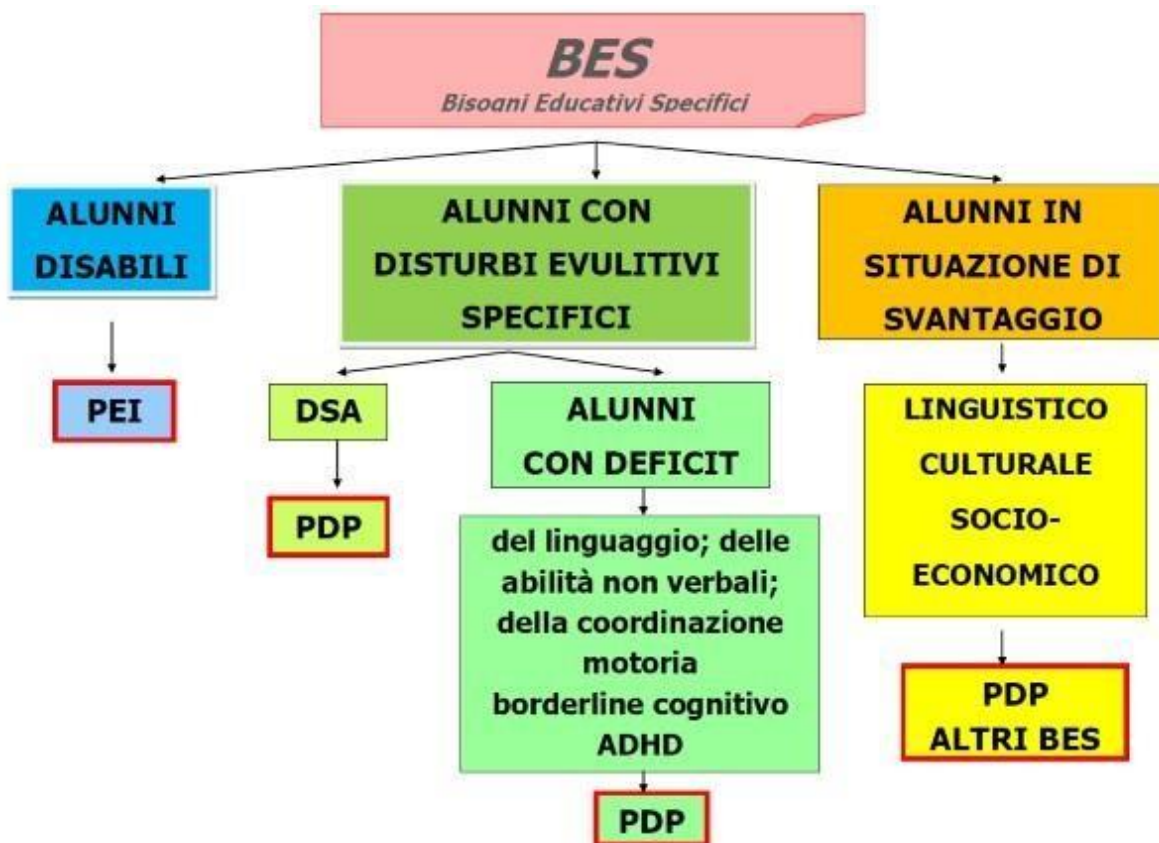 BES
Bisogni Educativi Specifici
ALUNNI
DISABILI
PEI
ALUNNI CON
DISTURBI EVULITIVI
SPECIFICI
DSA
PDP
ALUNNI
CON DEFICIT
del linguaggio; delle
abilità non verbali;
della coordinazione
motoria
borderline cognitivo
ADHD
PDP
ALUNNI IN
SITUAZIONE DI
SVANTAGGIO
LINGUISTICO
CULTURALE
SOCIO-
ECONOMICO
PDP
ALTRI BES